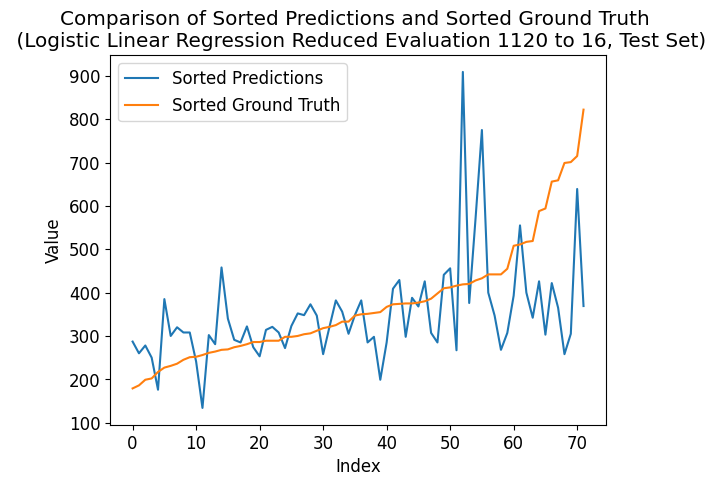 Comparison of Sorted Predictions and Sorted Ground Truth
(Logistic Linear Regression Reduced Evaluation 1120 to 16, Test Set)
Sorted Predictions
Sorted Ground Truth
900
800
700
600
500
400
300
200
100
Value
0 10 20 30 40 50 60 70
Index